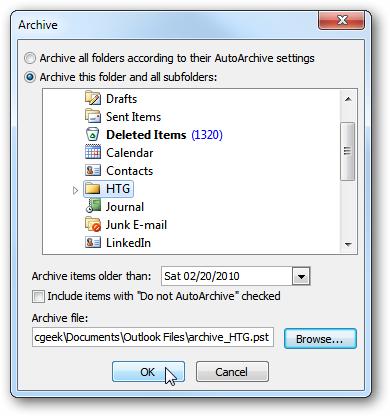 Archive
Archive all folders according to their AutoArchive settings
Archive this folder and all subfolders:
Drafts
Sent Items
Deleted Items (1320)
Calendar
Contacts
HTG
Journal
Junk E-mail
LinkedIn
Archive items older than: Sat 02/20/2010
Include items with "Do not AutoArchive" checked
Archive file:
cgeek\Documents\Outlook Files\archive_HTG.pst Browse...
OK Cancel